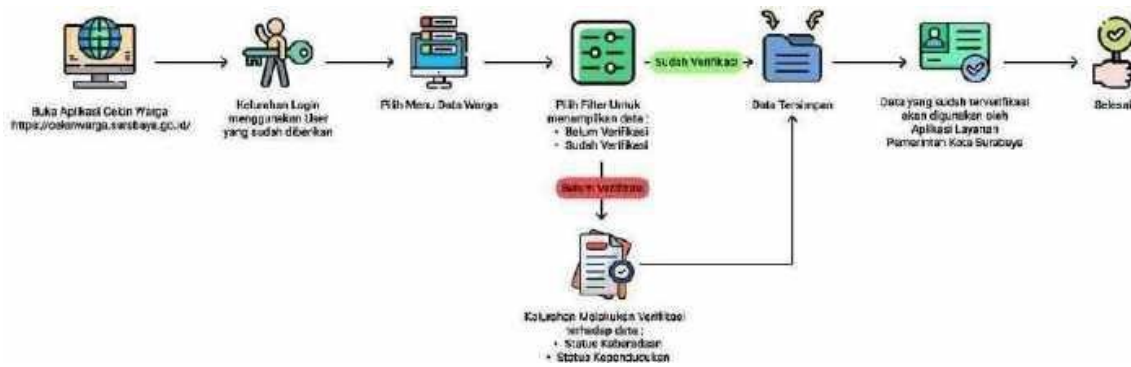 Buka Aplikasi Cekin Warga
https://cekinwarga.surabaya.go.id/
Kelurahan Login
menggunakan User
yang sudah diberikan
Pilih Menu Data Warga
Pilih Filter Untuk
menampilkan data :
• Belum Verifikasi
• Sudah Verifikasi
Sudah Verifikasi
Data Tersimpan
Data yang sudah terverifikasi
akan digunakan oleh
Aplikasi Layanan
Pemerintah Kota Surabaya
Selesai
Belum Verifikasi
Kelurahan Melakukan Verifikasi
terhadap data :
• Status Keberadaan
• Status Kependudukan